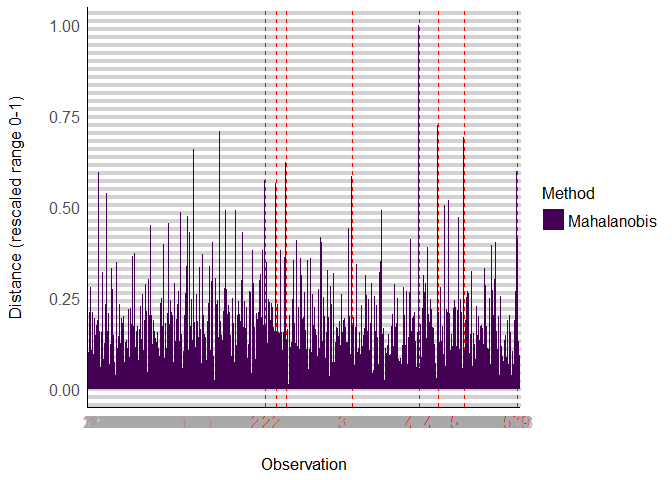 1.00
0.75
0.50
0.25
0.00
Distance (rescaled range 0-1)
Observation
Method
Mahalanobis